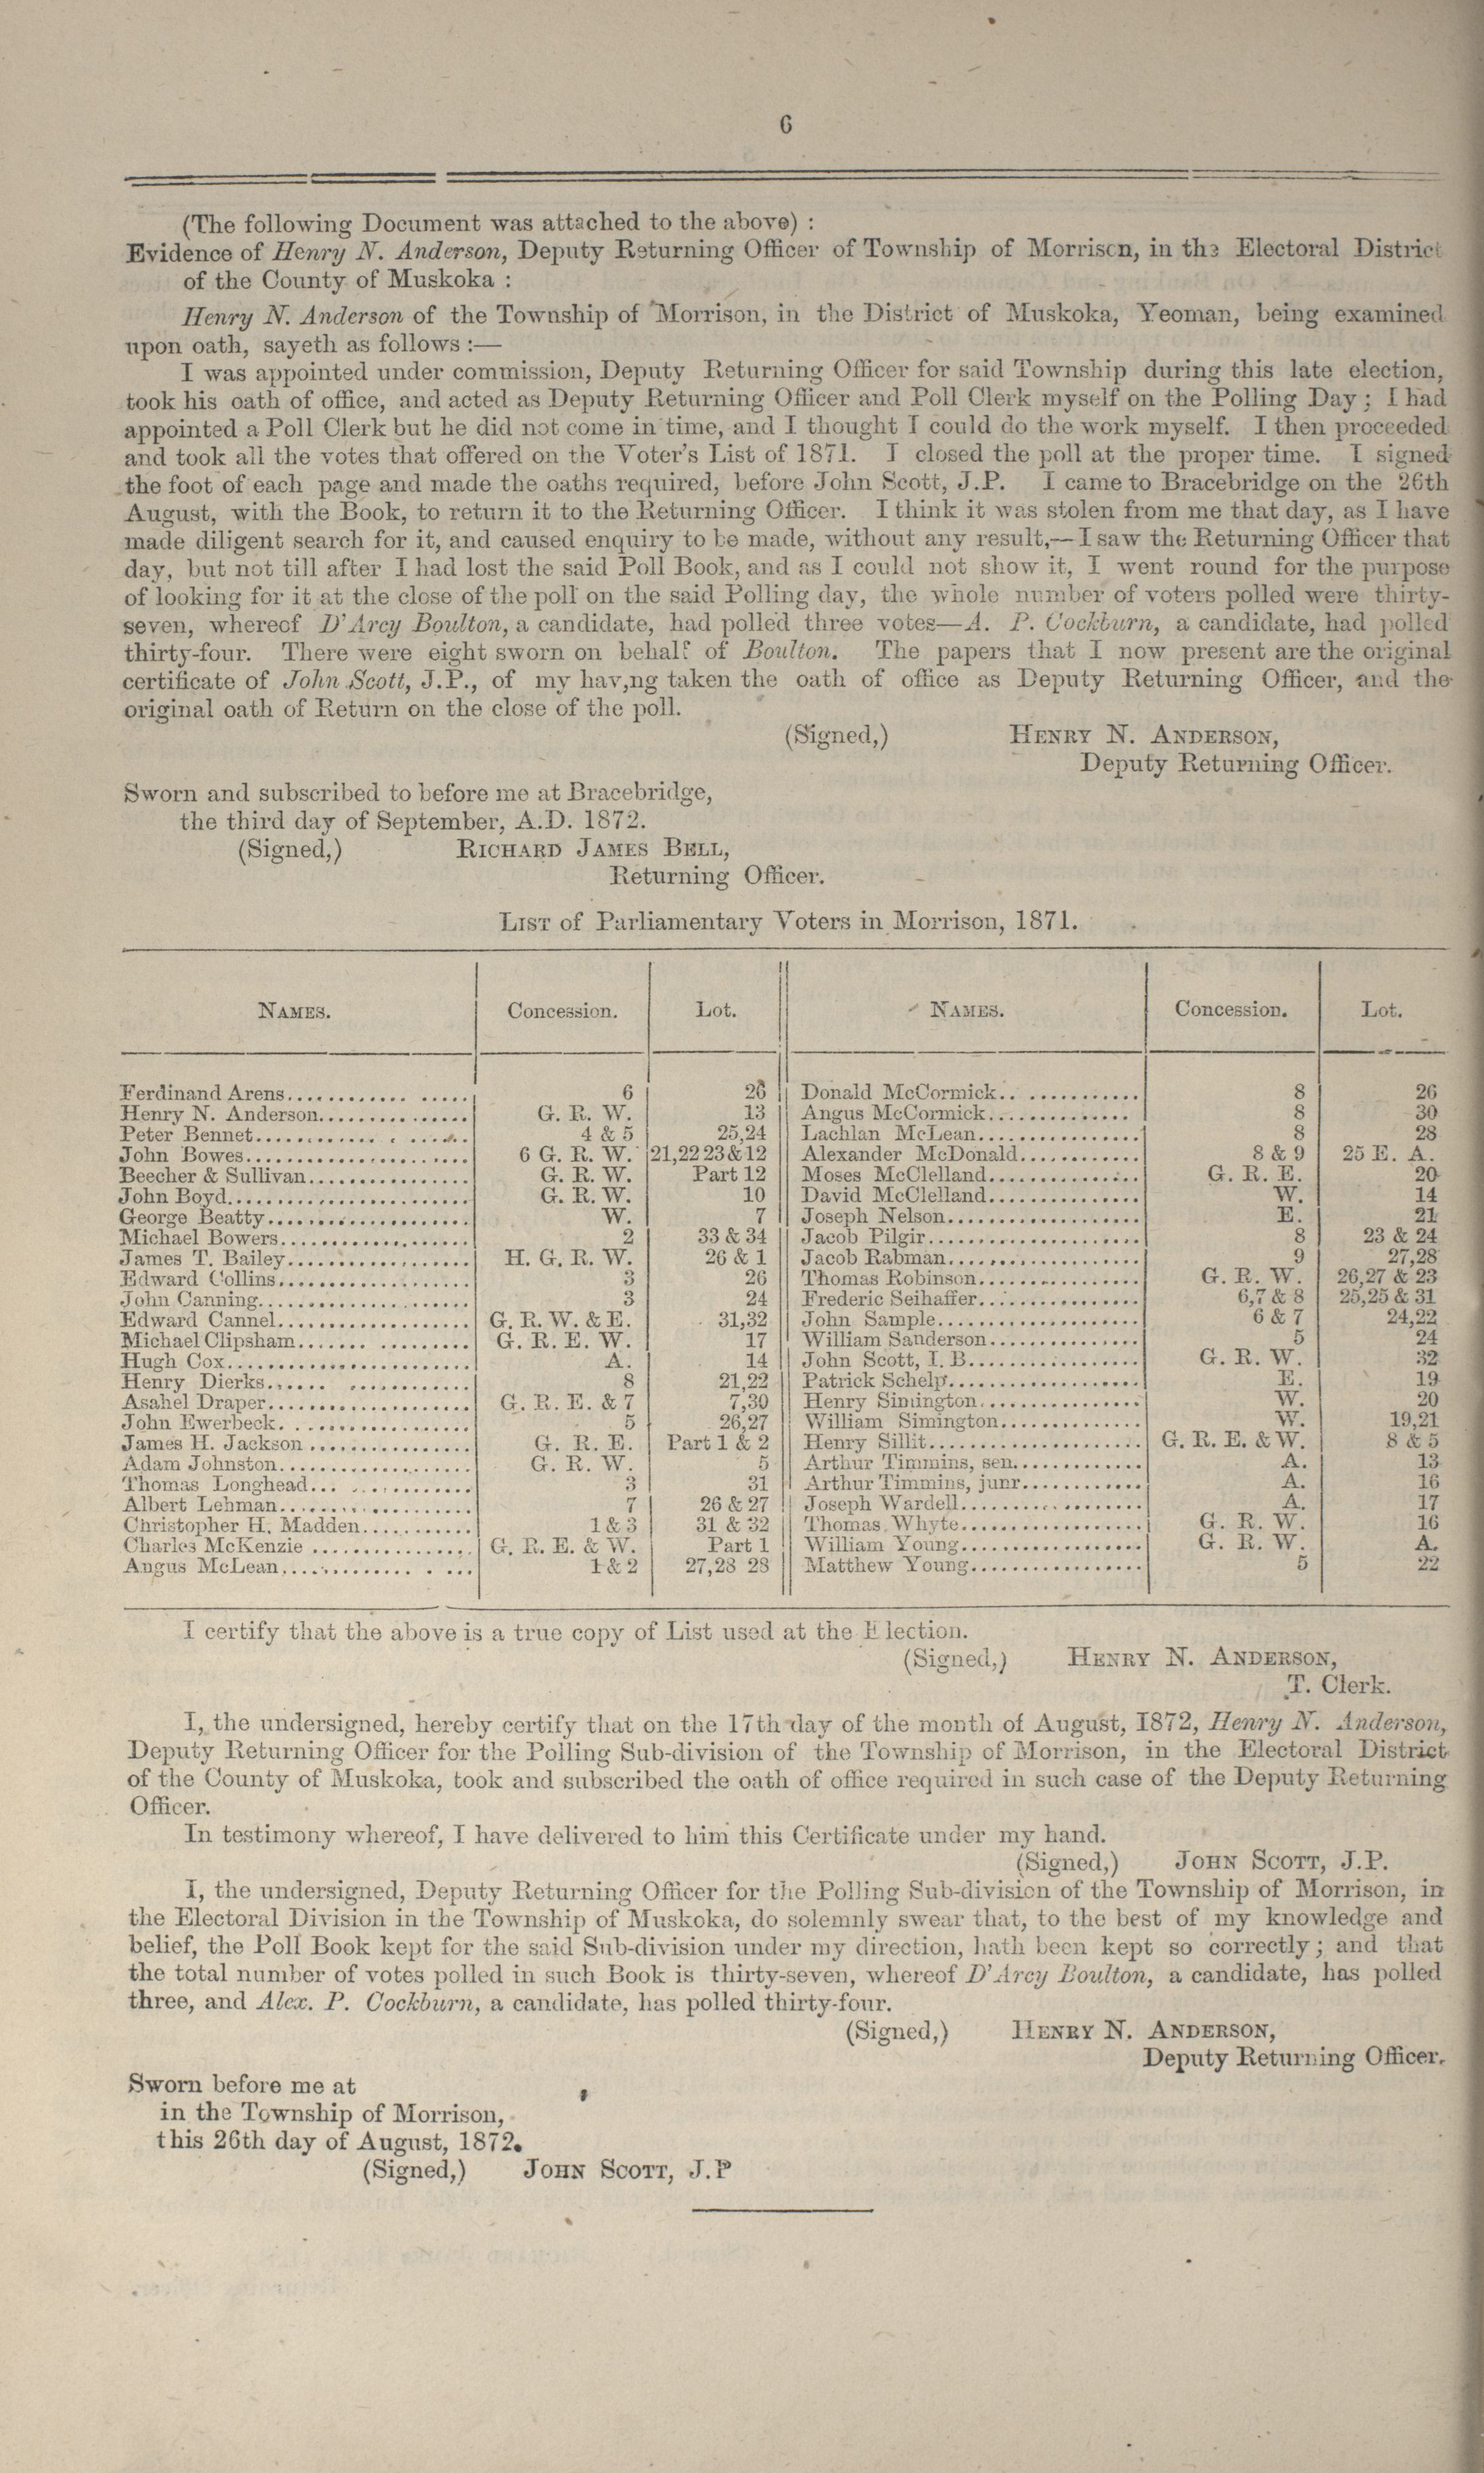 6
(The following Document was attached to the above) :
Evidence of Henry N. Anderson, Deputy Returning Officer of Township of Morrison, in the Electoral District
of the County of Muskoka :
Henry N. Anderson of the Township of Morrison, in the District of Muskoka, Yeoman, being examined
upon oath, sayeth as follows :—
I was appointed under commission, Deputy Returning Officer for said Township during this late election,
took his oath of office, and acted as Deputy Returning Officer and Poll Clerk myself on the Polling Day ; I had
appointed a Poll Clerk but he did not come in time, and I thought I could do the work myself. I then proceeded
and took all the votes that offered on the Voter's List of 1871. I closed the poll at the proper time. I signed
the foot of each page and made the oaths required, before John Scott, J.P. I came to Bracebridge on the 26th
August, with the Book, to return it to the Returning Officer. I think it was stolen from me that day, as I have
made diligent search for it, and caused enquiry to be made, without any result,—I saw the Returning Officer that
day, but not till after I had lost the said Poll Book, and as I could not show it, I went round for the purpose
of looking for it at the close of the poll on the said Polling day, the whole number of voters polled were thirty-
seven, whereof D'Arcy Boulton, a candidate, had polled three votes—A. P. Cockburn, a candidate, had polled
thirty-four. There were eight sworn on behalf of Boulton. The papers that I now present are the original
certificate of John Scott, J.P., of my hav,ng taken the oath of office as Deputy Returning Officer, and the
original oath of Return on the close of the poll.
(Signed,) HENRY N. ANDERSON,
Deputy Returning Officer.
Sworn and subscribed to before me at Bracebridge,
the third day of September, A.D. 1872.
(Signed,) RICHARD JAMES BELL,
Returning Officer.
LIST of Parliamentary Voters in Morrison, 1871.
NAMES. Concession. Lot. NAMES. Concession. Lot.
Ferdinand Arens 6 26 Donald McCormick 8 26
Henry N. Anderson G. R. W. 13 Angus McCormick 8 30
Peter Bennet 4 & 5 25,24 Lachlan McLean 8 28
John Bowes 6 G. R. W. 21,22 23 & 12 Alexander McDonald 8 & 9 25 E. A.
Beecher & Sullivan G. R. W. Part 12 Moses McClelland G. R. E. 20
John Boyd G. R. W. 10 David McClelland W. 14
George Beatty W. 7 Joseph Nelson E. 21
Michael Bowers 2 33 & 34 Jacob Pilgir 8 23 & 24
James T. Bailey H. G. R. W. 26 & 1 Jacob Rabman 9 27,28
Edward Collins 3 26 Thomas Robinson G. R. W. 26,27 & 23
John Canning 3 24 Frederic Seihaffer 6,7 & 8 25,25 & 31
Edward Cannel G. R. W. & E. 31,32 John Sample 6 & 7 24,22
Michael Clipsham G. R. E. W. 17 William Sanderson 5 24
Hugh Cox A. 14 John Scott, I. B. G. R. W. 32
Henry Dierks 8 21,22 Patrick Schelp E. 19
Asahel Draper G. R. E. & 7 7,30 Henry Simington W. 20
John Ewerbeck 5 26,27 William Simington W. 19,21
James H. Jackson G. R. E. Part 1 & 2 Henry Sillit G. R. E. & W. 8 & 5
Adam Johnston G. R. W. 5 Arthur Timmins, sen. A. 13
Thomas Longhead 3 31 Arthur Timmins, junr. A. 16
Albert Lehman 7 26 & 27 Joseph Wardell A. 17
Christopher H. Madden 1 & 3 31 & 32 Thomas Whyte G. R. W. 16
Charles McKenzie G. R. E. & W. Part 1 William Young G. R. W. A.
Angus McLean 1 & 2 27,28 28 Matthew Young 5 22
I certify that the above is a true copy of List used at the Election.
(Signed,) HENRY N. ANDERSON,
T. Clerk.
I, the undersigned, hereby certify that on the 17th day of the month of August, 1872, Henry N. Anderson,
Deputy Returning Officer for the Polling Sub-division of the Township of Morrison, in the Electoral District
of the County of Muskoka, took and subscribed the oath of office required in such case of the Deputy Returning
Officer.
In testimony whereof, I have delivered to him this Certificate under my hand.
(Signed,) JOHN SCOTT, J.P.
I, the undersigned, Deputy Returning Officer for the Polling Sub-division of the Township of Morrison, in
the Electoral Division in the Township of Muskoka, do solemnly swear that, to the best of my knowledge and
belief, the Poll Book kept for the said Sub-division under my direction, hath been kept so correctly ; and that
the total number of votes polled in such Book is thirty-seven, whereof D'Arcy Boulton, a candidate, has polled
three, and Alex. P. Cockburn, a candidate, has polled thirty-four.
(Signed,) HENRY N. ANDERSON,
Deputy Returning Officer.
Sworn before me at
in the Township of Morrison,
this 26th day of August, 1872.
(Signed,) JOHN SCOTT, J.P